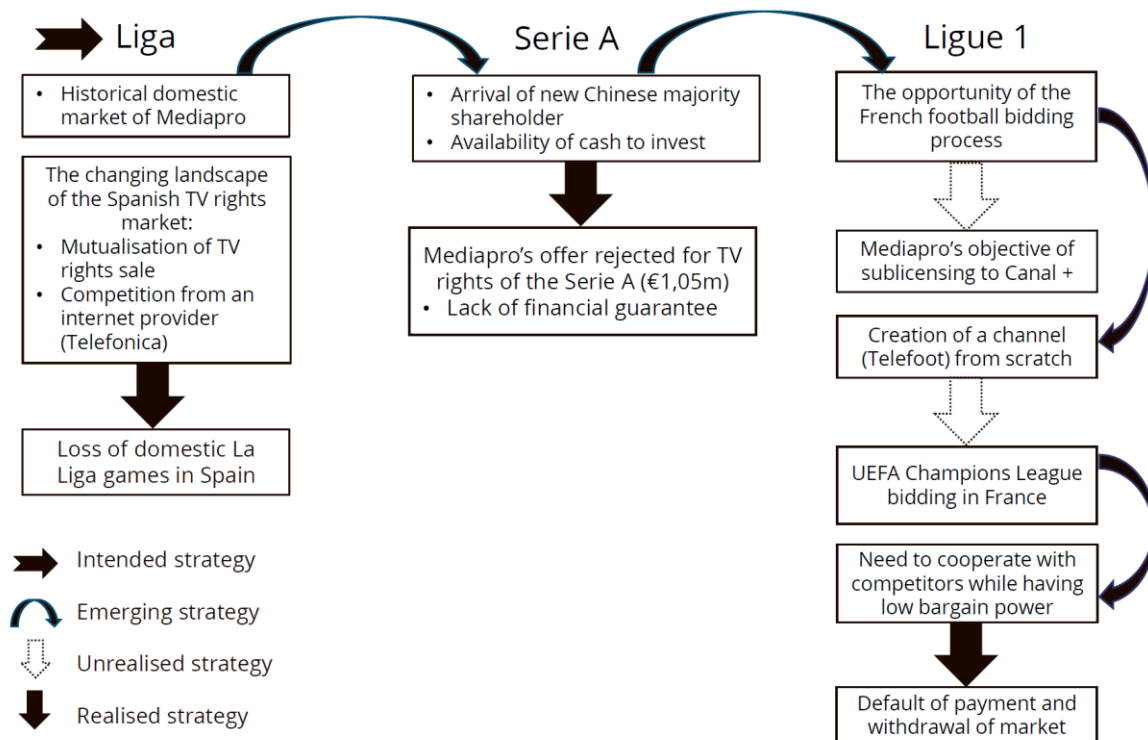 Liga
• Historical domestic
market of Mediapro
The changing landscape
of the Spanish TV rights
market:
• Mutualisation of TV
rights sale
• Competition from an
internet provider
(Telefonica)
Loss of domestic La
Liga games in Spain
Serie A
• Arrival of new Chinese majority
shareholder
• Availability of cash to invest
Mediapro’s offer rejected for TV
rights of the Serie A (€1,05m)
• Lack of financial guarantee
Ligue 1
The opportunity of the
French football bidding
process
Mediapro’s objective of
sublicensing to Canal +
Creation of a channel
(Telefoot) from scratch
UEFA Champions League
bidding in France
Need to cooperate with
competitors while having
low bargain power
Default of payment and
withdrawal of market
Intended strategy
Emerging strategy
Unrealised strategy
Realised strategy